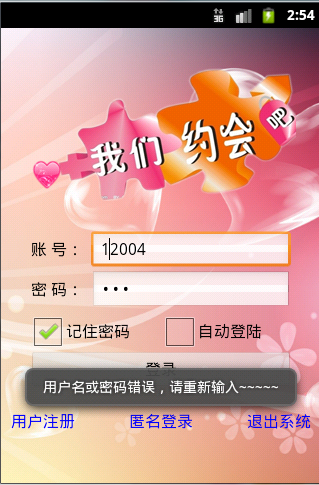 3G 2:54
我们约会吧
账号： 12004
密码： •••
记住密码 自动登陆
登录
用户名或密码错误，请重新输入~~~~~
用户注册 匿名登录 退出系统